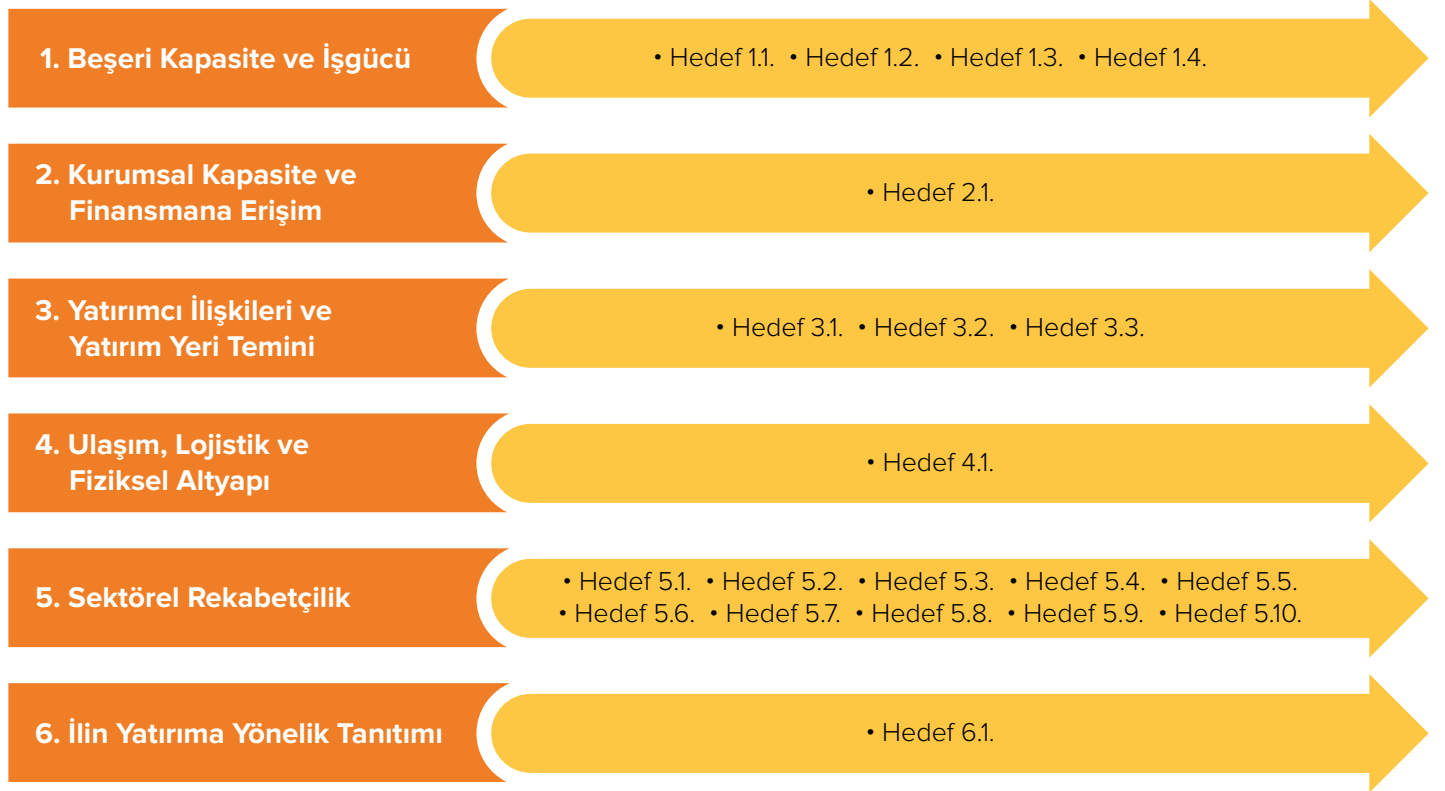 1. Beşeri Kapasite ve İşgücü
• Hedef 1.1. • Hedef 1.2. • Hedef 1.3. • Hedef 1.4.
2. Kurumsal Kapasite ve
Finansmana Erişim
• Hedef 2.1.
3. Yatırımcı İlişkileri ve
Yatırım Yeri Temini
• Hedef 3.1. • Hedef 3.2. • Hedef 3.3.
4. Ulaşım, Lojistik ve
Fiziksel Altyapı
• Hedef 4.1.
5. Sektörel Rekabetçilik
• Hedef 5.1. • Hedef 5.2. • Hedef 5.3. • Hedef 5.4. • Hedef 5.5.
• Hedef 5.6. • Hedef 5.7. • Hedef 5.8. • Hedef 5.9. • Hedef 5.10.
6. İlin Yatırıma Yönelik Tanıtımı
• Hedef 6.1.